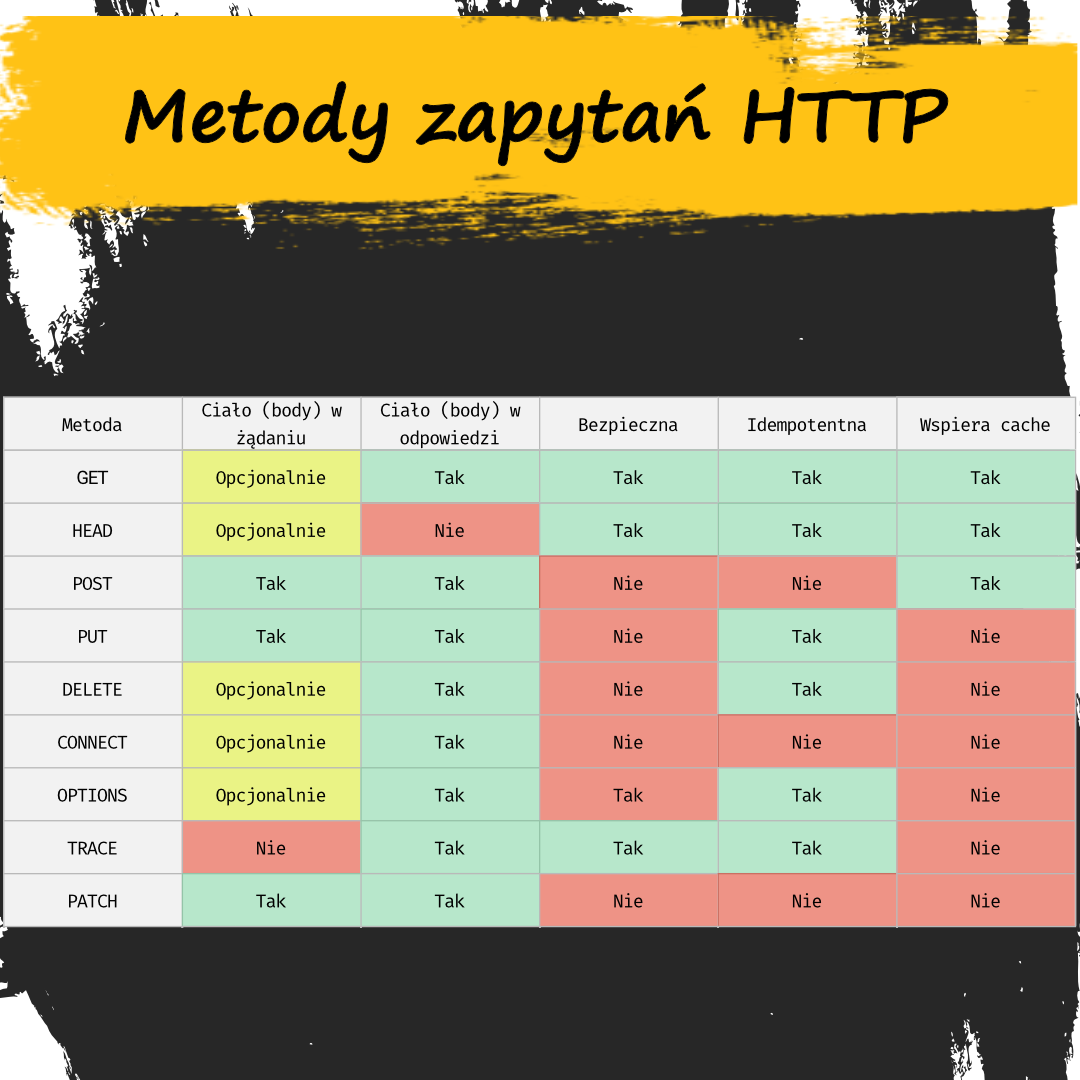 Metody zapytań HTTP
Metoda Ciało (body) w żądaniu Ciało (body) w odpowiedzi Bezpieczna Idempotentna Wspiera cache
GET Opcjonalnie Tak Tak Tak Tak
HEAD Opcjonalnie Nie Tak Tak Tak
POST Tak Tak Nie Nie Tak
PUT Tak Tak Nie Tak Nie
DELETE Opcjonalnie Tak Nie Tak Nie
CONNECT Opcjonalnie Tak Nie Nie Nie
OPTIONS Opcjonalnie Tak Tak Tak Nie
TRACE Nie Tak Tak Tak Nie
PATCH Tak Tak Nie Nie Nie